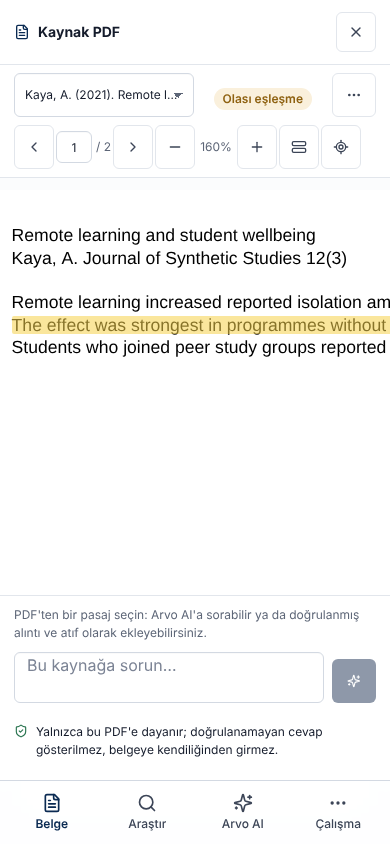 Kaynak PDF
Kaya, A. (2021). Remote l...
Olası eşleşme
1 / 2
160%
Remote learning and student wellbeing
Kaya, A. Journal of Synthetic Studies 12(3)
Remote learning increased reported isolation am
The effect was strongest in programmes without
Students who joined peer study groups reported
PDF'ten bir pasaj seçin: Arvo AI'a sorabilir ya da doğrulanmış
alıntı ve atıf olarak ekleyebilirsiniz.
Bu kaynağa sorun...
Yalnızca bu PDF'e dayanır; doğrulanamayan cevap
gösterilmez, belgeye kendiliğinden girmez.
Belge
Araştır
Arvo AI
Çalışma